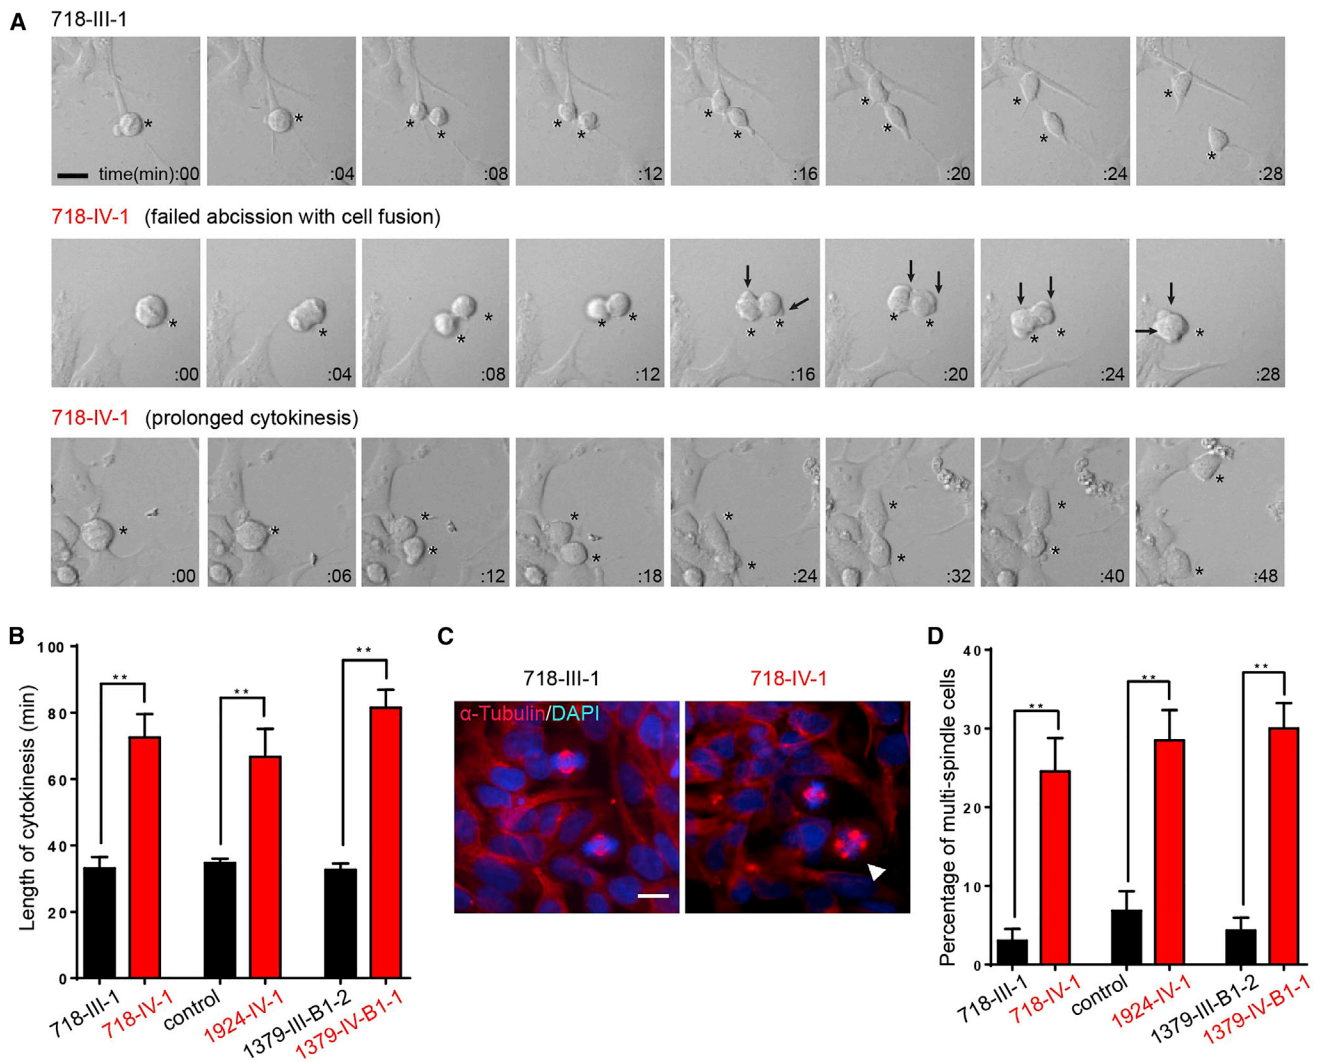 A
718-III-1
* * * * * * * * * * * * * *
time(min):00 :04 :08 :12 :16 :20 :24 :28
718-IV-1 (failed abcission with cell fusion)
* * * * * * * * * * * * * * *
:00 :04 :08 :12 :16 :20 :24 :28
718-IV-1 (prolonged cytokinesis)
* * * * * * * * * * * * * *
:00 :06 :12 :18 :24 :32 :40 :48
B
Length of cytokinesis (min)
100
80
60
40
20
0
** ** **
718-III-1
718-IV-1
control
1924-IV-1
1379-III-B1-2
1379-IV-B1-1
C
718-III-1 718-IV-1
α-Tubulin/DAPI
D
Percentage of multi-spindle cells
40
30
20
10
0
** ** **
718-III-1
718-IV-1
control
1924-IV-1
1379-III-B1-2
1379-IV-B1-1